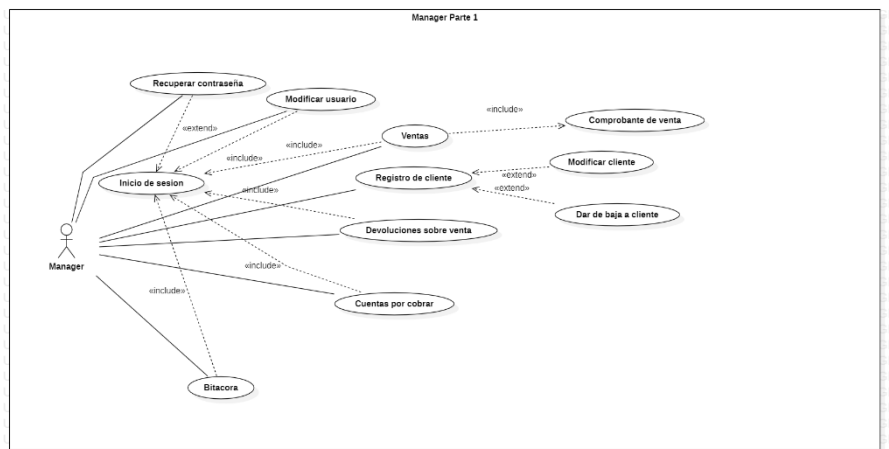 Manager Parte 1
Recuperar contraseña
Modificar usuario
«include»
Comprobante de venta
«extend»
Ventas
«include»
«include»
Modificar cliente
Inicio de sesion
Registro de cliente
«extend»
«extend»
«include»
Dar de baja a cliente
Devoluciones sobre venta
Manager
«include»
«include»
Cuentas por cobrar
Bitacora